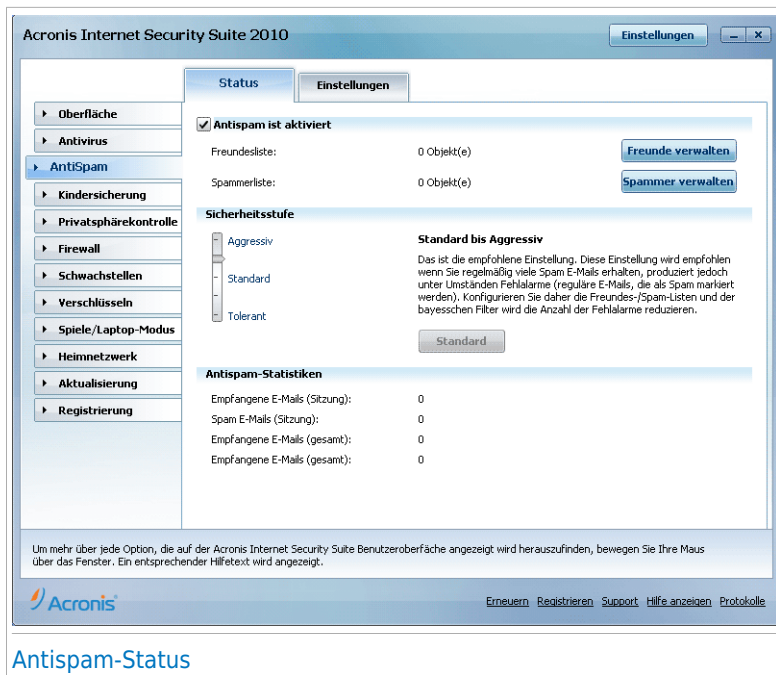 Acronis Internet Security Suite 2010
Einstellungen
Status
Einstellungen
Oberfläche
Antivirus
AntiSpam
Kindersicherung
Privatsphärekontrolle
Firewall
Schwachstellen
Verschlüsseln
Spiele/Laptop-Modus
Heimnetzwerk
Aktualisierung
Registrierung
Antispam ist aktiviert
Freundesliste: 0 Objekt(e) Freunde verwalten
Spammerliste: 0 Objekt(e) Spammer verwalten
Sicherheitsstufe
Aggressiv
Standard
Tolerant
Standard bis Aggressiv
Das ist die empfohlene Einstellung. Diese Einstellung wird empfohlen
wenn Sie regelmäßig viele Spam E-Mails erhalten, produziert jedoch
unter Umständen Fehlalarme (reguläre E-Mails, die als Spam markiert
werden). Konfigurieren Sie daher die Freundes-/Spam-Listen und der
bayesschen Filter wird die Anzahl der Fehlalarme reduzieren.
Standard
Antispam-Statistiken
Empfangene E-Mails (Sitzung): 0
Spam E-Mails (Sitzung): 0
Empfangene E-Mails (gesamt): 0
Empfangene E-Mails (gesamt): 0
Um mehr über jede Option, die auf der Acronis Internet Security Suite Benutzeroberfäche angezeigt wird herauszufinden, bewegen Sie Ihre Maus
über das Fenster. Ein entsprechender Hilfetext wird angezeigt.
Acronis
Erneuern Registrieren Support Hilfe anzeigen Protokolle
Antispam-Status